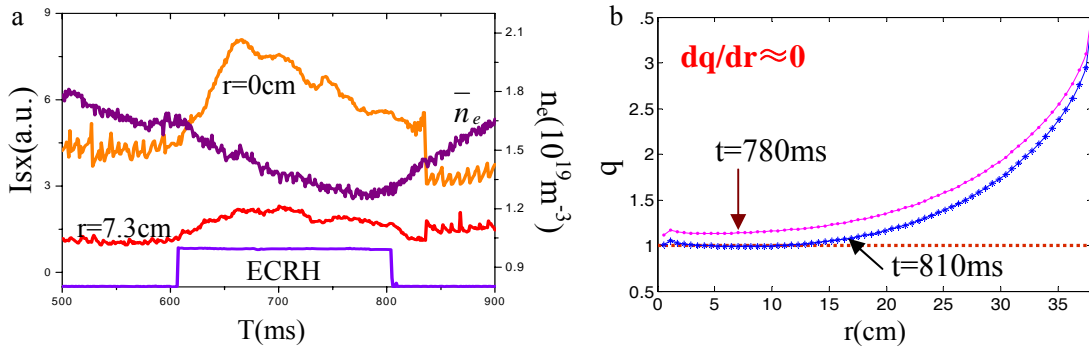 a
9
6
3
0
Isx(a.u.)
r=0cm
n̅e
r=7.3cm
ECRH
2.1
1.8
1.5
1.2
0.9
ne(10^19m^-3)
500
600
700
800
900
T(ms)
b
.5
3
2.5
2
1.5
1
0.5
q
dq/dr≈0
t=780ms
t=810ms
0
5
10
15
20
25
30
35
r(cm)